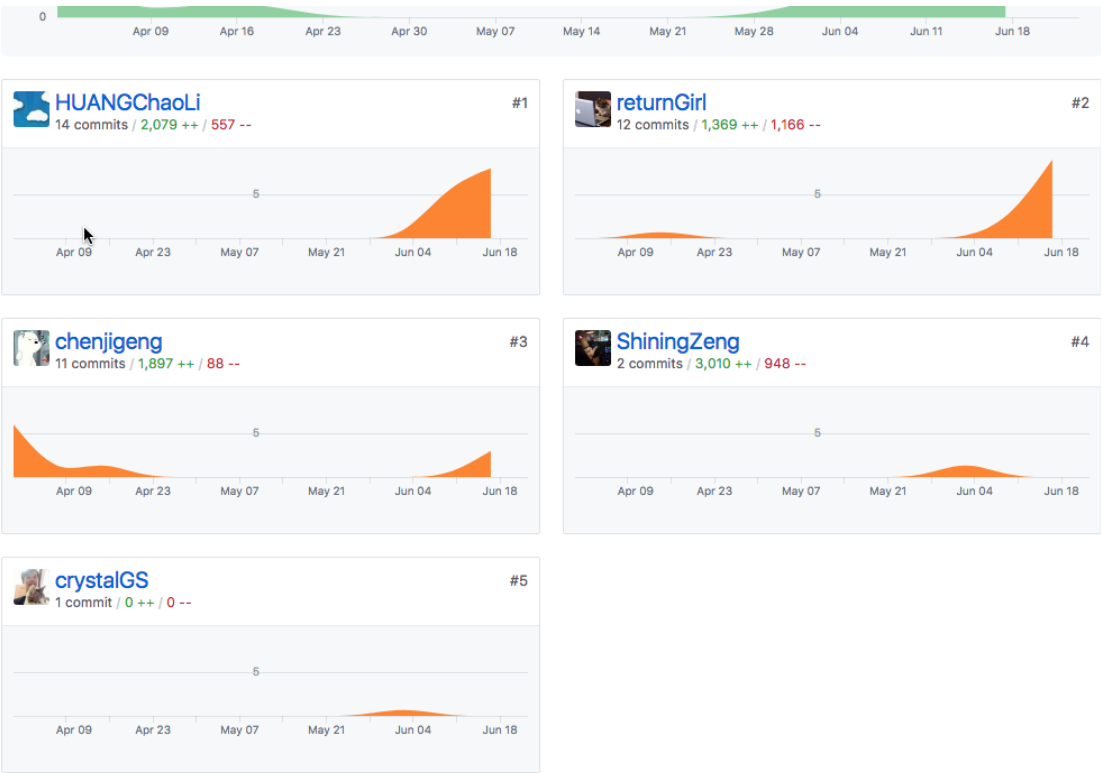 0
Apr 09 Apr 16 Apr 23 Apr 30 May 07 May 14 May 21 May 28 Jun 04 Jun 11 Jun 18
HUANGChaoLi #1
14 commits / 2,079 ++ / 557 --
5
Apr 09 Apr 23 May 07 May 21 Jun 04 Jun 18
returnGirl #2
12 commits / 1,369 ++ / 1,166 --
5
Apr 09 Apr 23 May 07 May 21 Jun 04 Jun 18
chenjigeng #3
11 commits / 1,897 ++ / 88 --
5
Apr 09 Apr 23 May 07 May 21 Jun 04 Jun 18
ShiningZeng #4
2 commits / 3,010 ++ / 948 --
5
Apr 09 Apr 23 May 07 May 21 Jun 04 Jun 18
crystalGS #5
1 commit / 0 ++ / 0 --
5
Apr 09 Apr 23 May 07 May 21 Jun 04 Jun 18